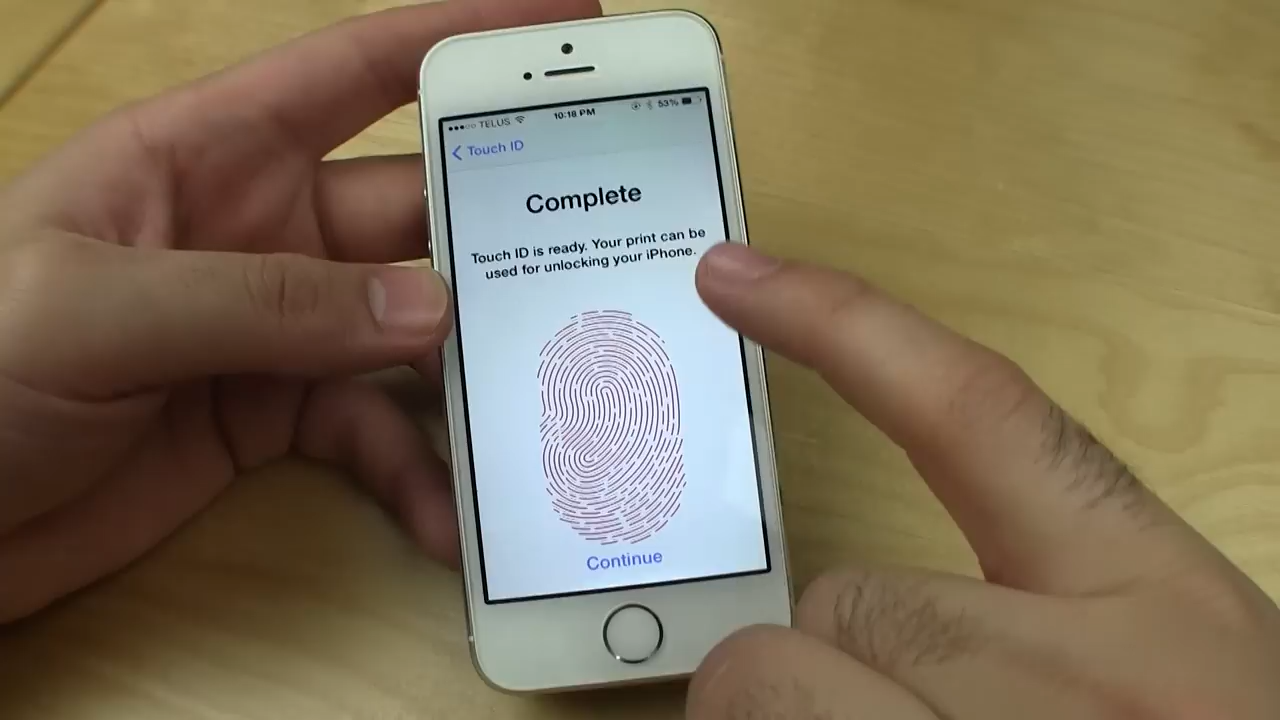 TELUS 10:18 PM 53%
Touch ID
Complete
Touch ID is ready. Your print can be
used for unlocking your iPhone.
Continue